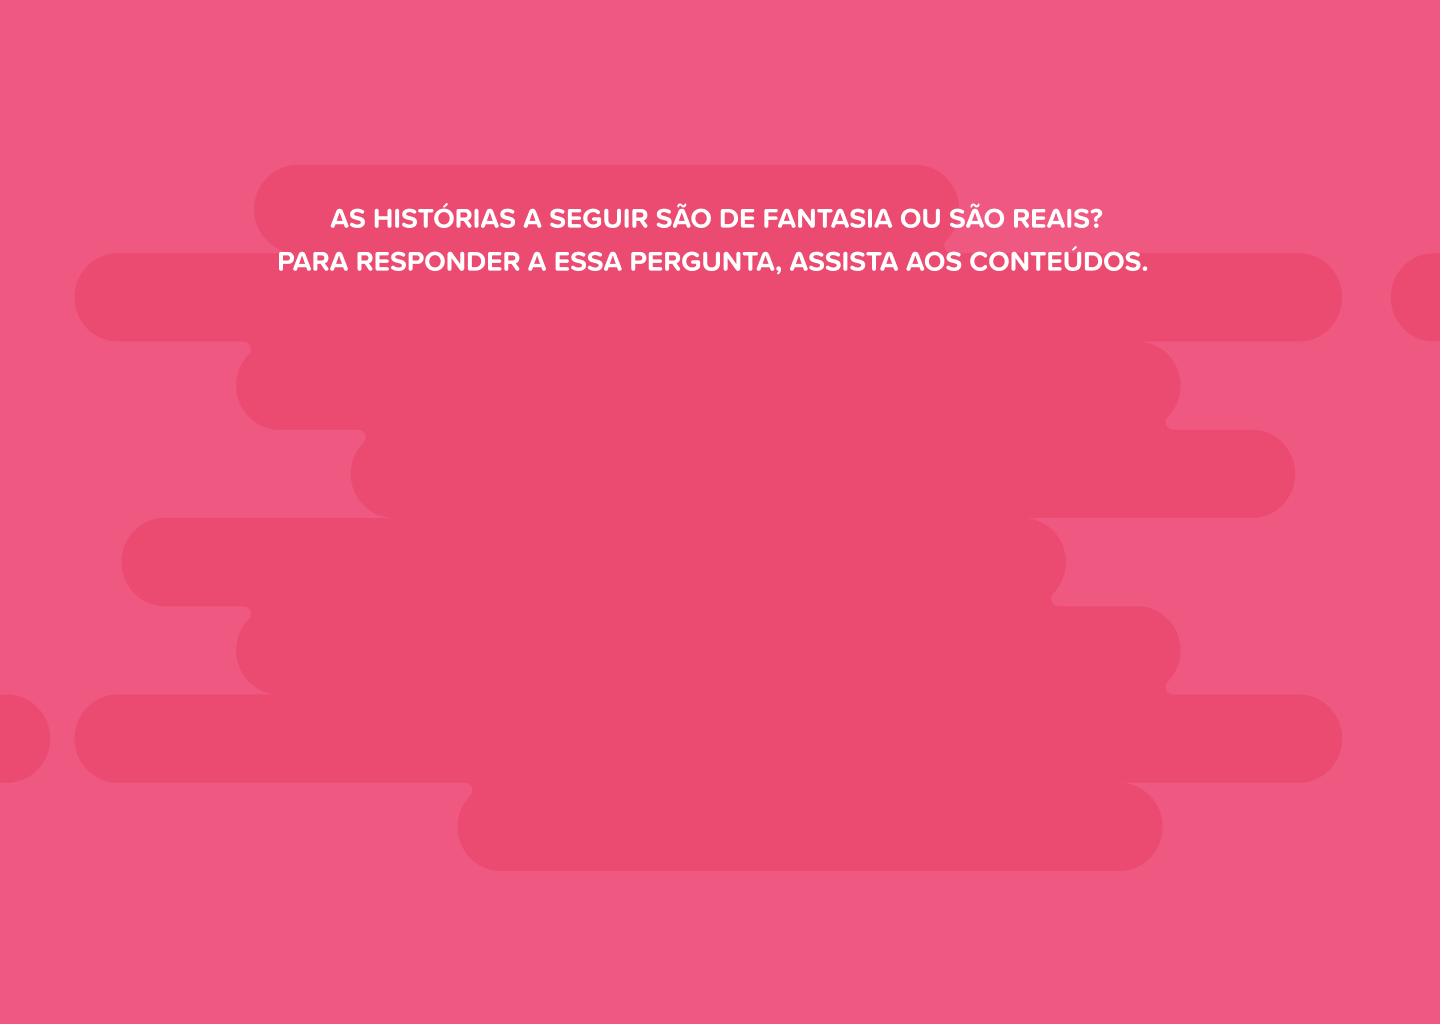 AS HISTÓRIAS A SEGUIR SÃO DE FANTASIA OU SÃO REAIS?
PARA RESPONDER A ESSA PERGUNTA, ASSISTA AOS CONTEÚDOS.